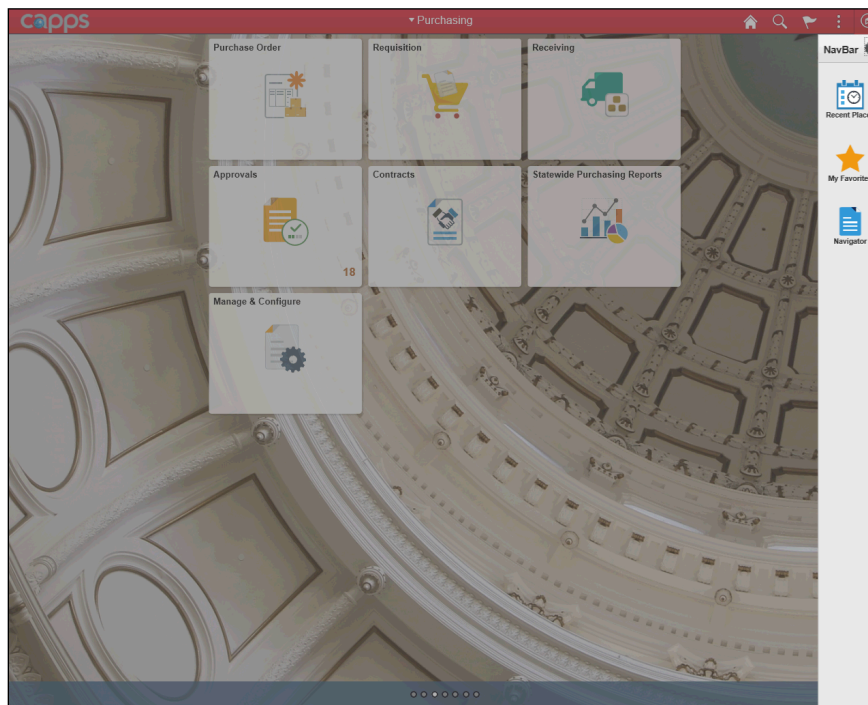 capps
Purchasing
NavBar
Purchase Order
Requisition
Receiving
Recent Place
Approvals
Contracts
Statewide Purchasing Reports
My Favorite
18
Navigator
Manage & Configure